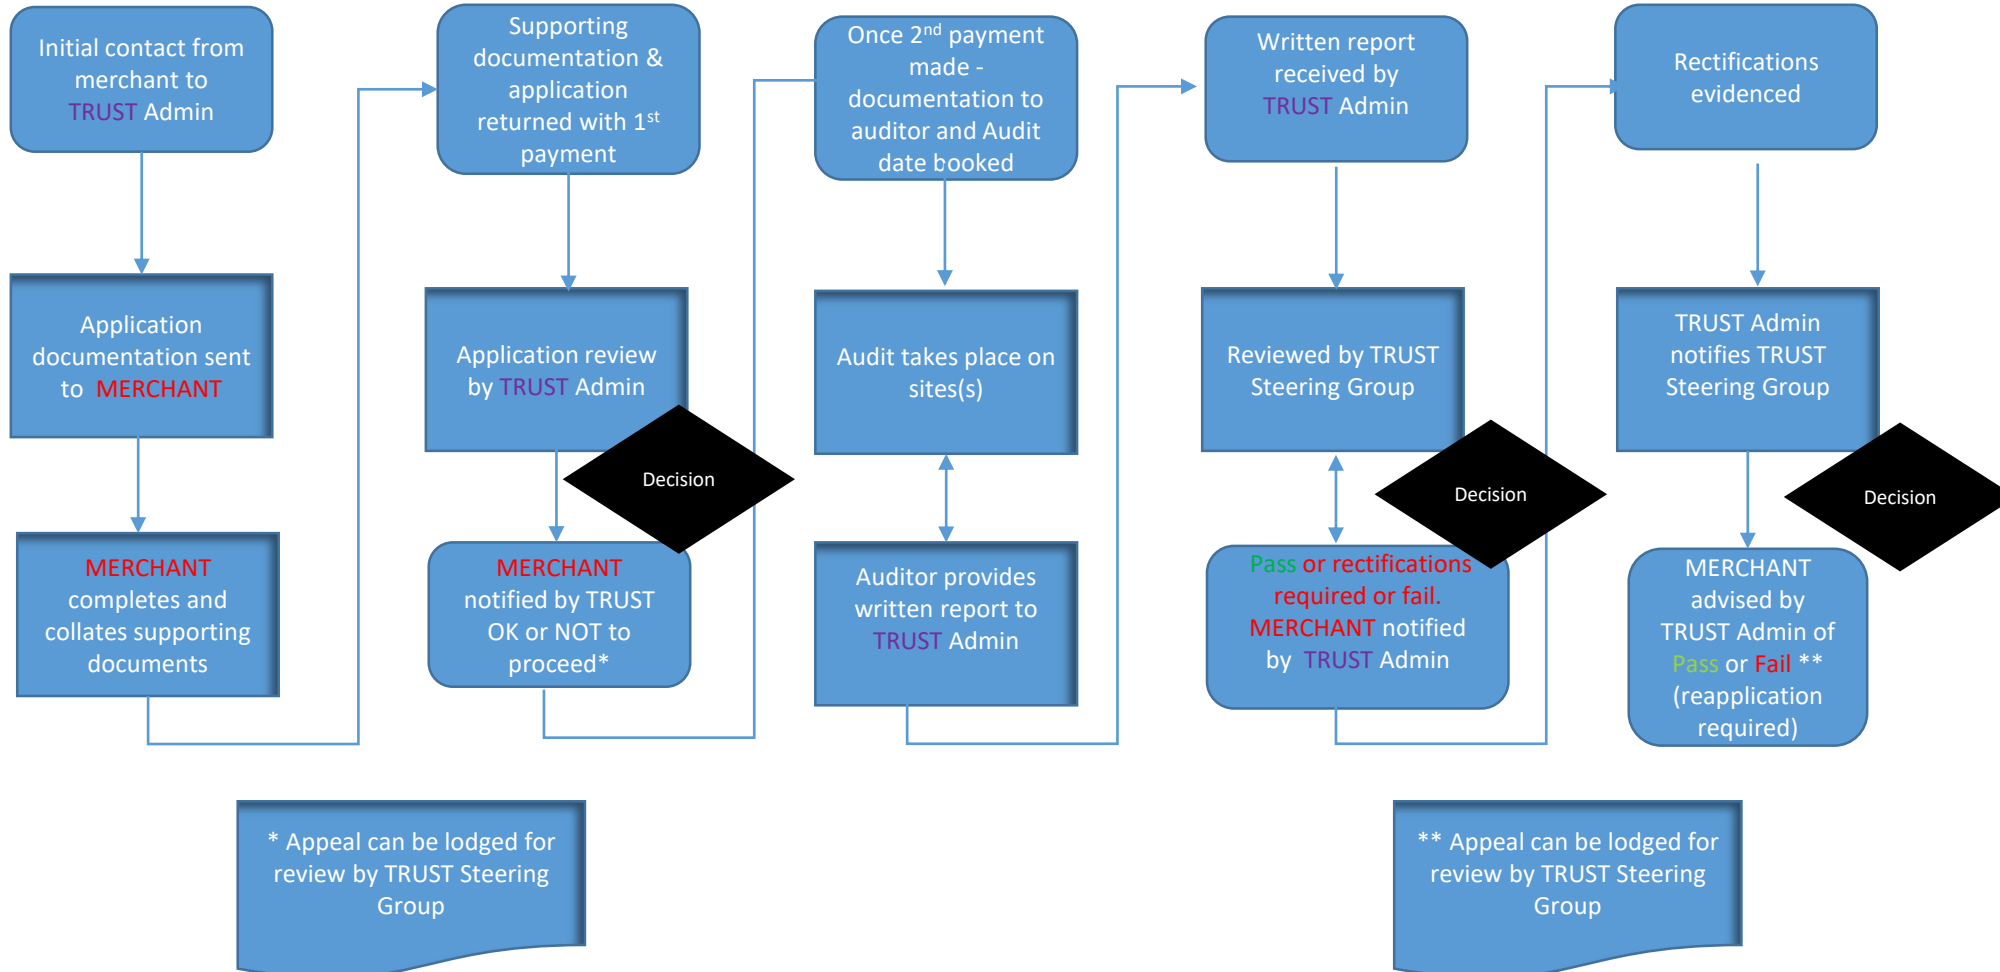 Initial contact from
merchant to
TRUST Admin
Application
documentation sent
to MERCHANT
MERCHANT
completes and
collates supporting
documents
Supporting
documentation &
application
returned with 1st
payment
Application review
by TRUST Admin
Decision
MERCHANT
notified by TRUST
OK or NOT to
proceed*
Once 2nd payment
made -
documentation to
auditor and Audit
date booked
Audit takes place on
sites(s)
Auditor provides
written report to
TRUST Admin
Written report
received by
TRUST Admin
Reviewed by TRUST
Steering Group
Decision
Pass or rectifications
required or fail.
MERCHANT notified
by TRUST Admin
Rectifications
evidenced
TRUST Admin
notifies TRUST
Steering Group
Decision
MERCHANT
advised by
TRUST Admin of
Pass or Fail **
(reapplication
required)
* Appeal can be lodged for
review by TRUST Steering
Group
** Appeal can be lodged for
review by TRUST Steering
Group